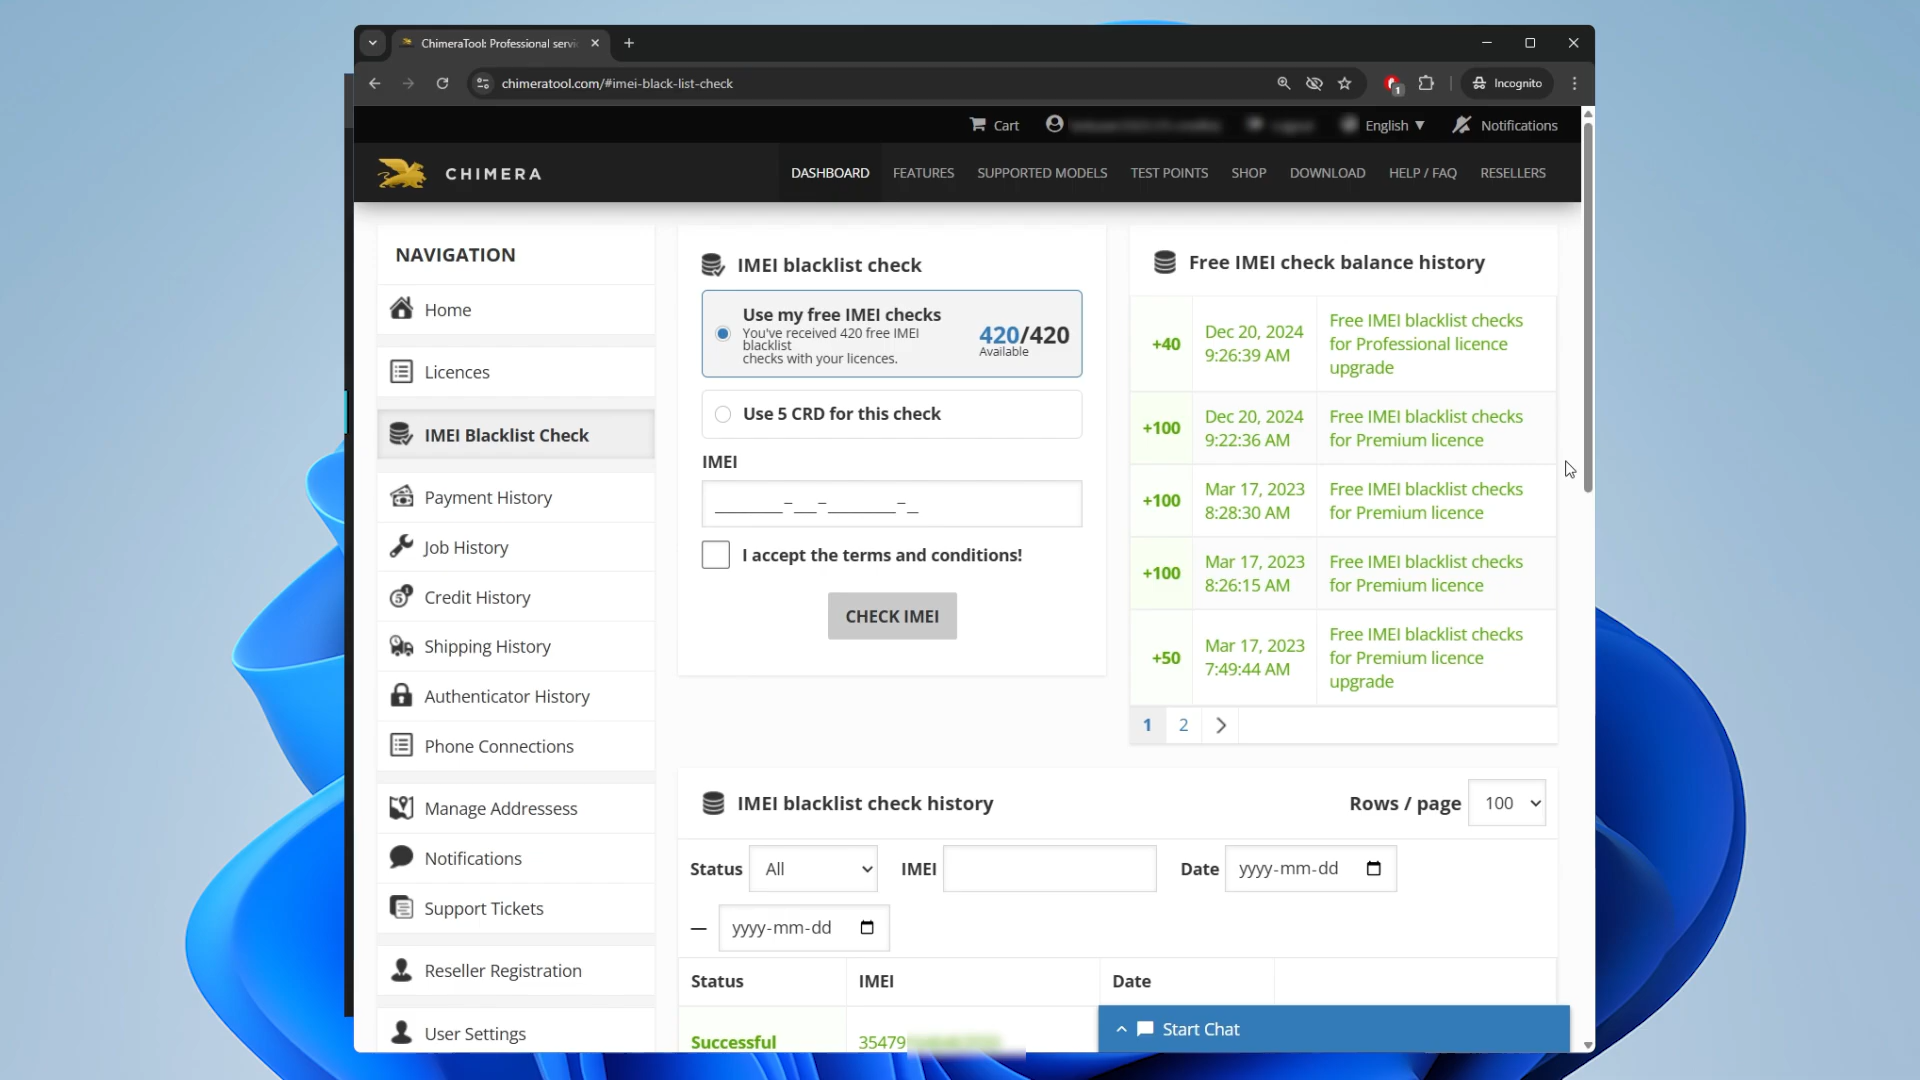 ChimeraTool: Professional servi
chimeratool.com/#imei-black-list-check
1
Incognito
Cart
English ▼
Notifications
CHIMERA
DASHBOARD
FEATURES
SUPPORTED MODELS
TEST POINTS
SHOP
DOWNLOAD
HELP / FAQ
RESELLERS
NAVIGATION
Home
Licences
IMEI Blacklist Check
Payment History
Job History
Credit History
Shipping History
Authenticator History
Phone Connections
Manage Addressess
Notifications
Support Tickets
Reseller Registration
User Settings
IMEI blacklist check
Use my free IMEI checks
You've received 420 free IMEI
blacklist
checks with your licences.
420/420
Available
Use 5 CRD for this check
IMEI
________-__-________-_
I accept the terms and conditions!
CHECK IMEI
Free IMEI check balance history
+40
Dec 20, 2024
9:26:39 AM
Free IMEI blacklist checks
for Professional licence
upgrade
+100
Dec 20, 2024
9:22:36 AM
Free IMEI blacklist checks
for Premium licence
+100
Mar 17, 2023
8:28:30 AM
Free IMEI blacklist checks
for Premium licence
+100
Mar 17, 2023
8:26:15 AM
Free IMEI blacklist checks
for Premium licence
+50
Mar 17, 2023
7:49:44 AM
Free IMEI blacklist checks
for Premium licence
upgrade
1 2
IMEI blacklist check history
Rows / page 100
Status All IMEI Date yyyy-mm-dd
— yyyy-mm-dd
Status IMEI Date
Successful 35479
Start Chat